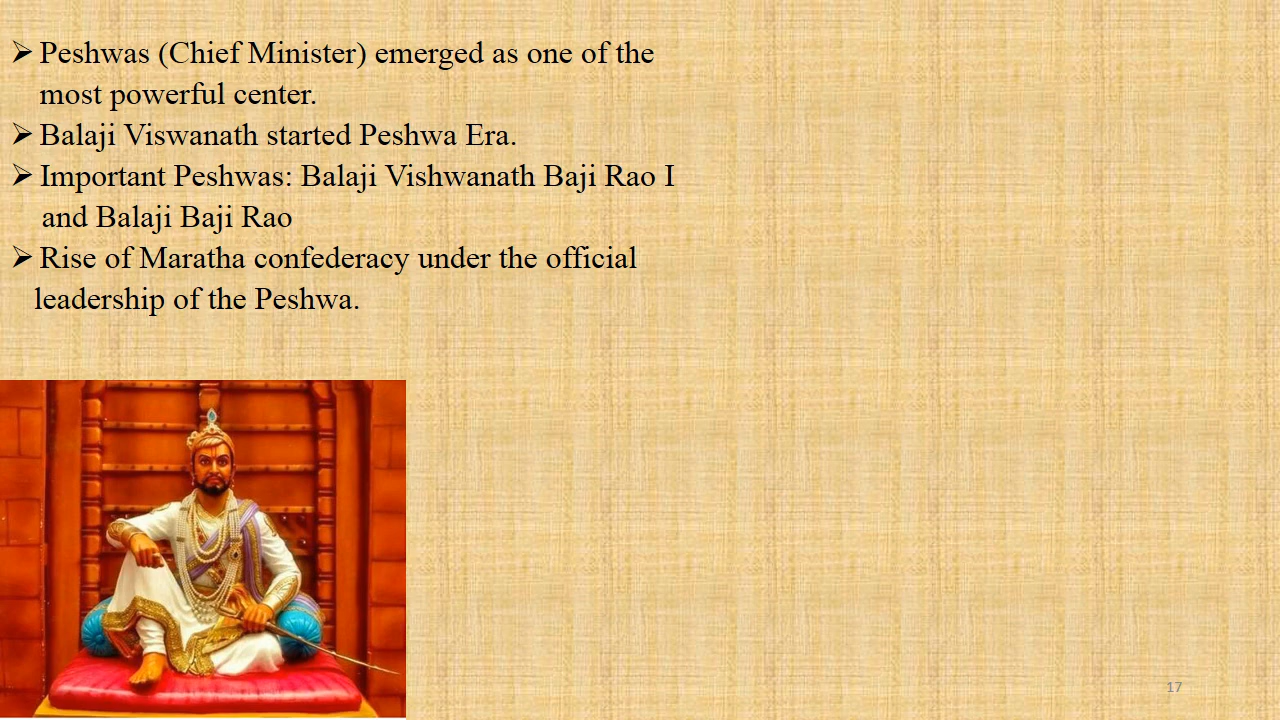 ➢ Peshwas (Chief Minister) emerged as one of the
most powerful center.
➢ Balaji Viswanath started Peshwa Era.
➢ Important Peshwas: Balaji Vishwanath Baji Rao I
and Balaji Baji Rao
➢ Rise of Maratha confederacy under the official
leadership of the Peshwa.
17